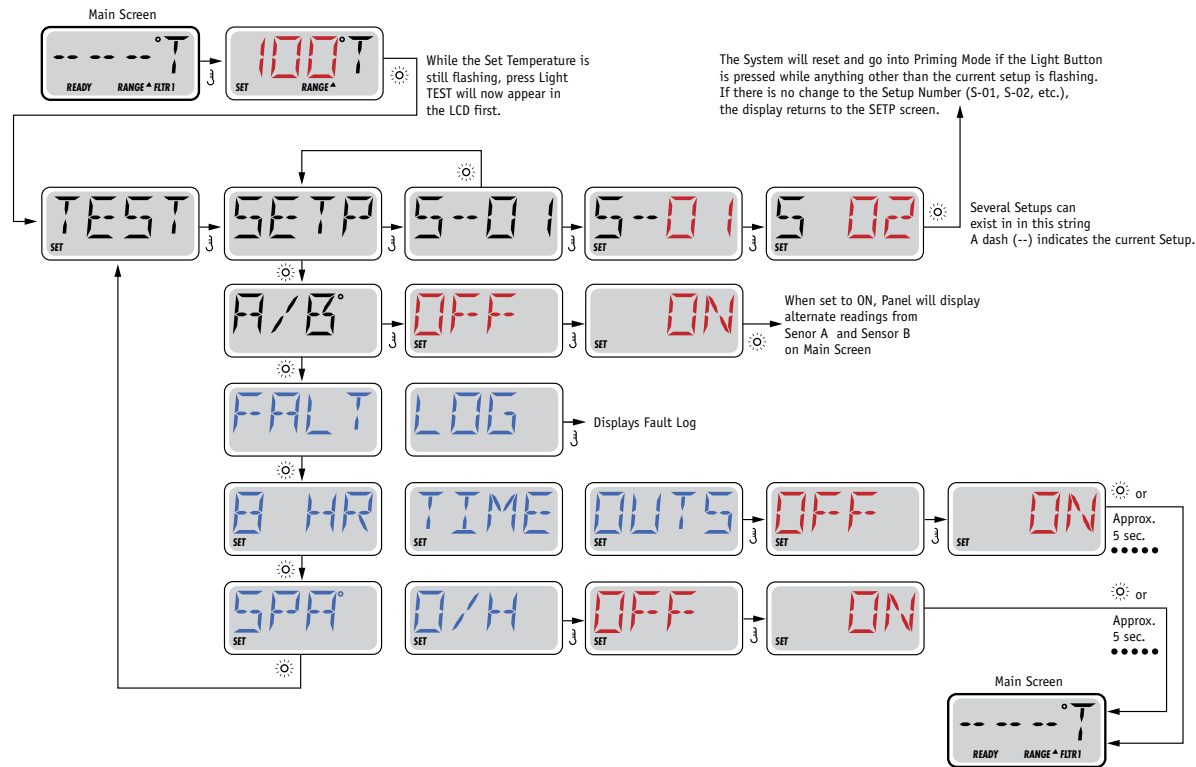 Main Screen
-- -- --°T
READY RANGE FLTR1
100°T
SET RANGE
While the Set Temperature is
still flashing, press Light
TEST will now appear in
the LCD first.
The System will reset and go into Priming Mode if the Light Button
is pressed while anything other than the current setup is flashing.
If there is no change to the Setup Number (S-01, S-02, etc.),
the display returns to the SETP screen.
TEST
SET
SETP
S-01
S-01
SET
S 02
SET
Several Setups can
exist in in this string
A dash (--) indicates the current Setup.
A/B°
OFF
SET
ON
SET
When set to ON, Panel will display
alternate readings from
Senor A and Sensor B
on Main Screen
FALT
LOG
Displays Fault Log
8 HR
SET
TIME
SET
OUTS
SET
OFF
SET
ON
SET
or
Approx.
5 sec.
SPA°
SET
O/H
SET
OFF
SET
ON
SET
or
Approx.
5 sec.
Main Screen
-- -- --°T
READY RANGE FLTR1